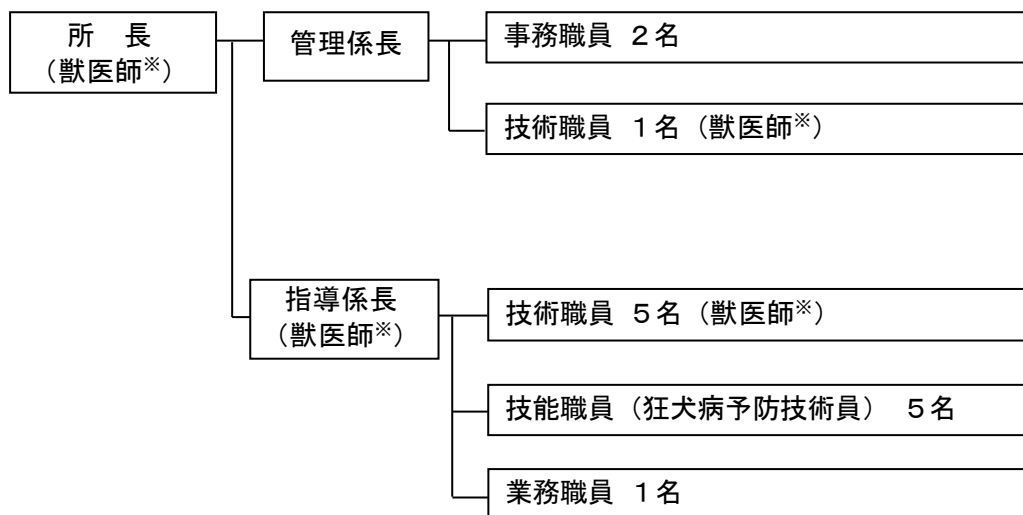 所　長
（獣医師※）
管理係長
事務職員　２名
技術職員　１名（獣医師※）
指導係長
（獣医師※）
技術職員　５名（獣医師※）
技能職員（狂犬病予防技術員）　５名
業務職員　１名